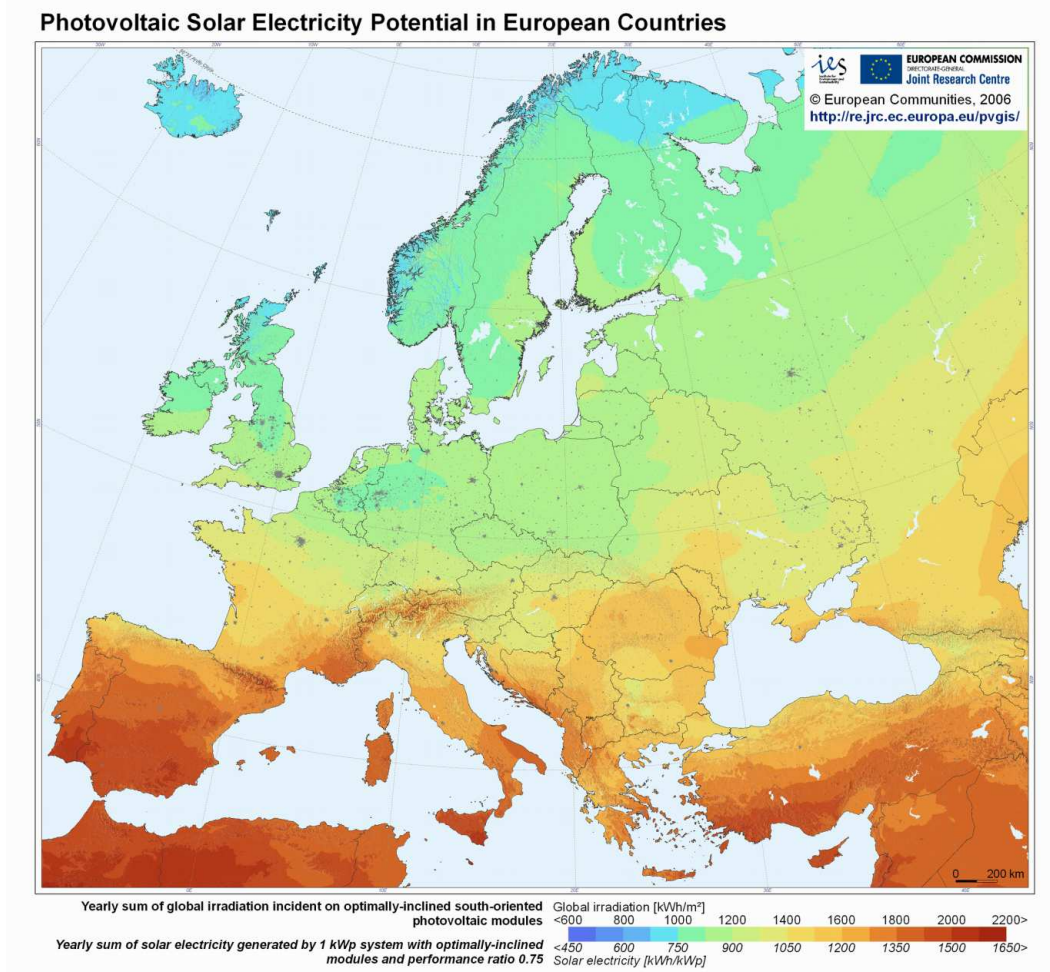 Photovoltaic Solar Electricity Potential in European Countries
ies
EUROPEAN COMMISSION
DIRECTORATE-GENERAL
Joint Research Centre
© European Communities, 2006
http://re.jrc.ec.europa.eu/pvgis/
0 200 km
Yearly sum of global irradiation incident on optimally-inclined south-oriented
photovoltaic modules
Yearly sum of solar electricity generated by 1 kWp system with optimally-inclined
modules and performance ratio 0.75
Global irradiation [kWh/m²]
<600 800 1000 1200 1400 1600 1800 2000 2200>
<450 600 750 900 1050 1200 1350 1500 1650>
Solar electricity [kWh/kWp]